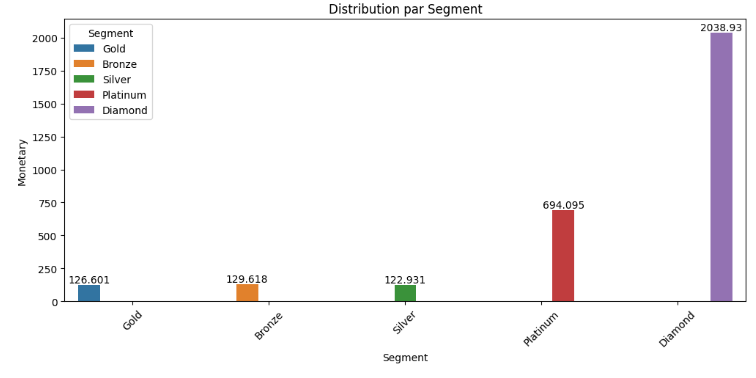 Distribution par Segment
Segment
Gold
Bronze
Silver
Platinum
Diamond
2038.93
694.095
126.601
129.618
122.931
2000
1750
1500
1250
1000
750
500
250
0
Monetary
Gold
Bronze
Silver
Platinum
Diamond
Segment